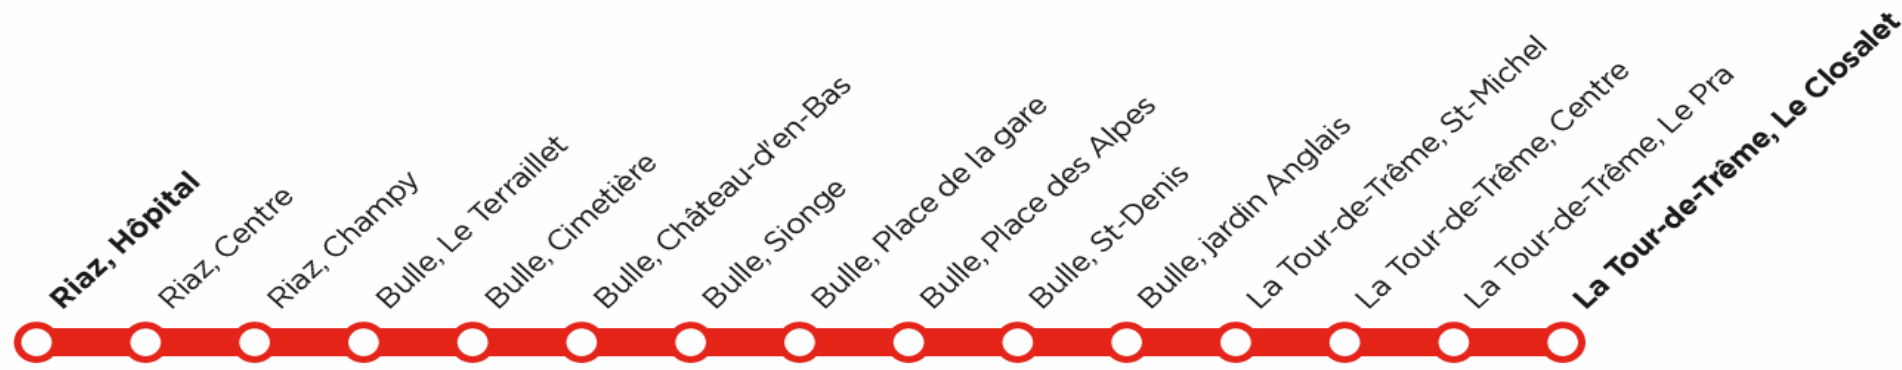 Riaz, Hôpital
Riaz, Centre
Riaz, Champy
Bulle, Le Terraillet
Bulle, Cimetière
Bulle, Château-d'en-Bas
Bulle, Sionge
Bulle, Place de la gare
Bulle, Place des Alpes
Bulle, St-Denis
Bulle, jardin Anglais
La Tour-de-Trême, St-Michel
La Tour-de-Trême, Centre
La Tour-de-Trême, Le Pra
La Tour-de-Trême, Le Closalet